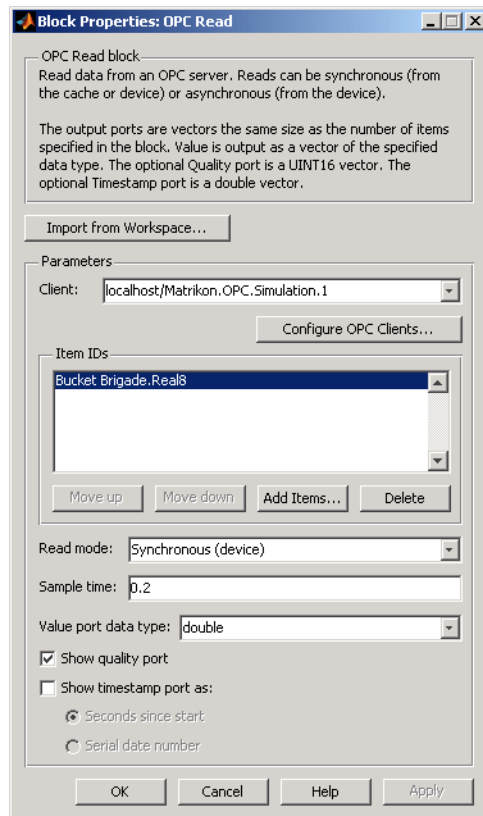 Block Properties: OPC Read
OPC Read block
Read data from an OPC server. Reads can be synchronous (from
the cache or device) or asynchronous (from the device).
The output ports are vectors the same size as the number of items
specified in the block. Value is output as a vector of the specified
data type. The optional Quality port is a UINT16 vector. The
optional Timestamp port is a double vector.
Import from Workspace...
Parameters
Client: localhost/Matrikon.OPC.Simulation.1
Configure OPC Clients...
Item IDs
Bucket Brigade.Real8
Move up Move down Add Items... Delete
Read mode: Synchronous (device)
Sample time: 0.2
Value port data type: double
Show quality port
Show timestamp port as:
Seconds since start
Serial date number
OK Cancel Help Apply